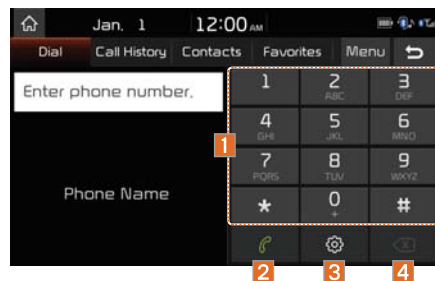 Jan. 1 12:00 AM
Dial Call History Contacts Favorites Menu
Enter phone number.
1 2 ABC 3 DEF
4 GHI 5 JKL 6 MNO
1
7 PQRS 8 TUV 9 WXYZ
Phone Name
* 0 + #
2 3 4